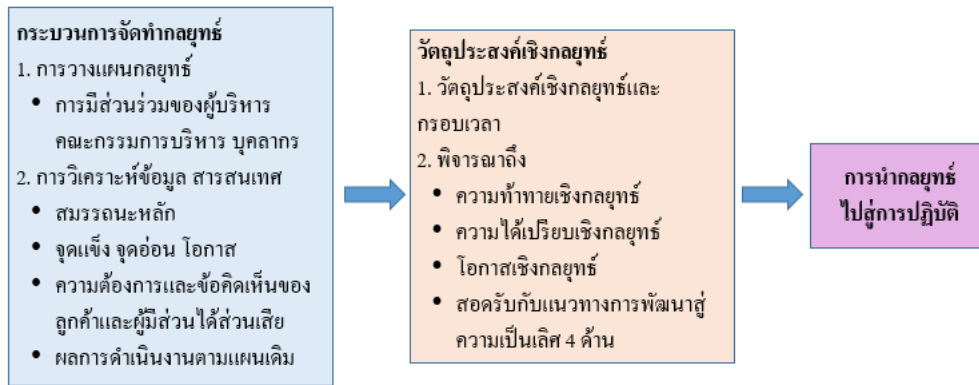 กระบวนการจัดทำกลยุทธ์
1. การวางแผนกลยุทธ์
• การมีส่วนร่วมของผู้บริหาร
คณะกรรมการบริหาร บุคลากร
2. การวิเคราะห์ข้อมูล สารสนเทศ
• สมรรถนะหลัก
• จุดแข็ง จุดอ่อน โอกาส
• ความต้องการและข้อคิดเห็นของ
ลูกค้าและผู้มีส่วนได้ส่วนเสีย
• ผลการดำเนินงานตามแผนเดิม
วัตถุประสงค์เชิงกลยุทธ์
1. วัตถุประสงค์เชิงกลยุทธ์และ
กรอบเวลา
2. พิจารณาถึง
• ความท้าทายเชิงกลยุทธ์
• ความได้เปรียบเชิงกลยุทธ์
• โอกาสเชิงกลยุทธ์
• สอดรับกับแนวทางการพัฒนาสู่
ความเป็นเลิศ 4 ด้าน
การนำกลยุทธ์
ไปสู่การปฏิบัติ